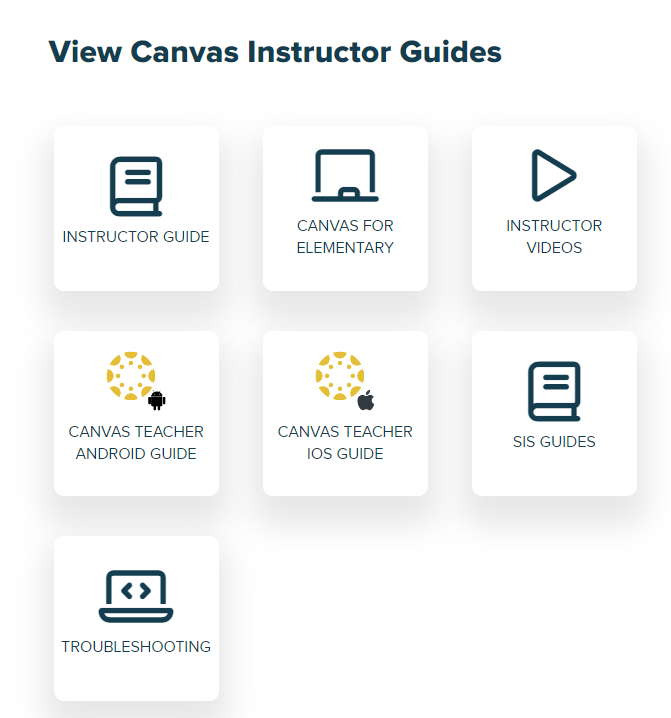 View Canvas Instructor Guides
INSTRUCTOR GUIDE
CANVAS FOR
ELEMENTARY
INSTRUCTOR
VIDEOS
CANVAS TEACHER
ANDROID GUIDE
CANVAS TEACHER
IOS GUIDE
SIS GUIDES
TROUBLESHOOTING